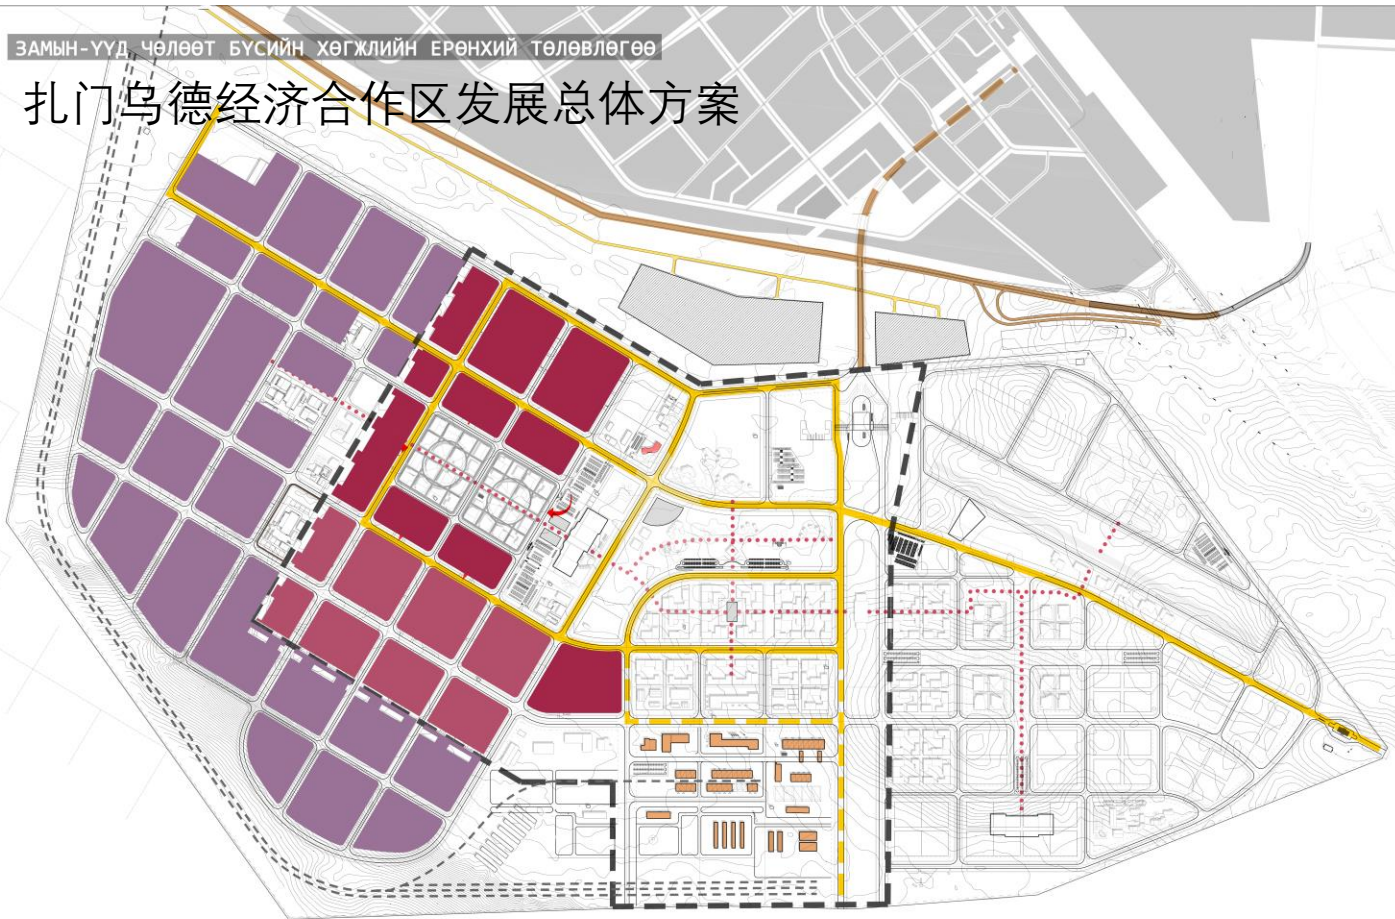 ЗАМЫН-ҮҮД ЧӨЛӨӨТ БҮСИЙН ХӨГЖЛИЙН ЕРӨНХИЙ ТӨЛӨВЛӨГӨӨ
扎门乌德经济合作区发展总体方案